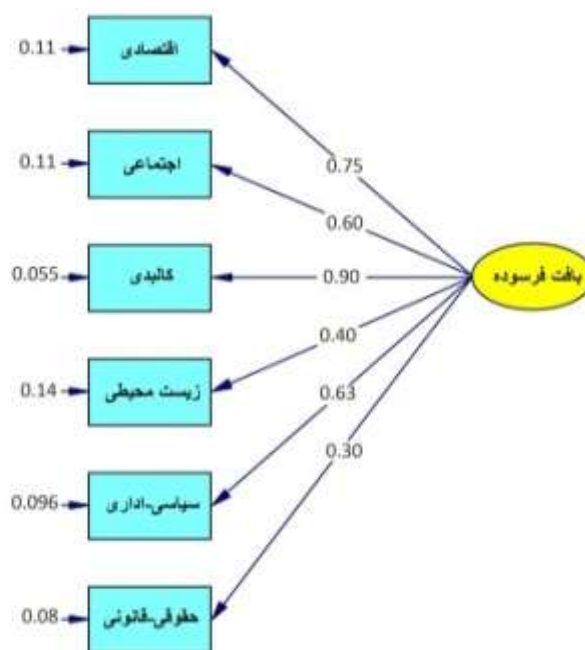 0.11
اقتصادی
0.75
0.11
اجتماعی
0.60
0.055
کالبدی
0.90
بافت فرسوده
0.14
زیست محیطی
0.40
0.096
سیاسی-اداری
0.63
0.08
حقوقی-قانونی
0.30